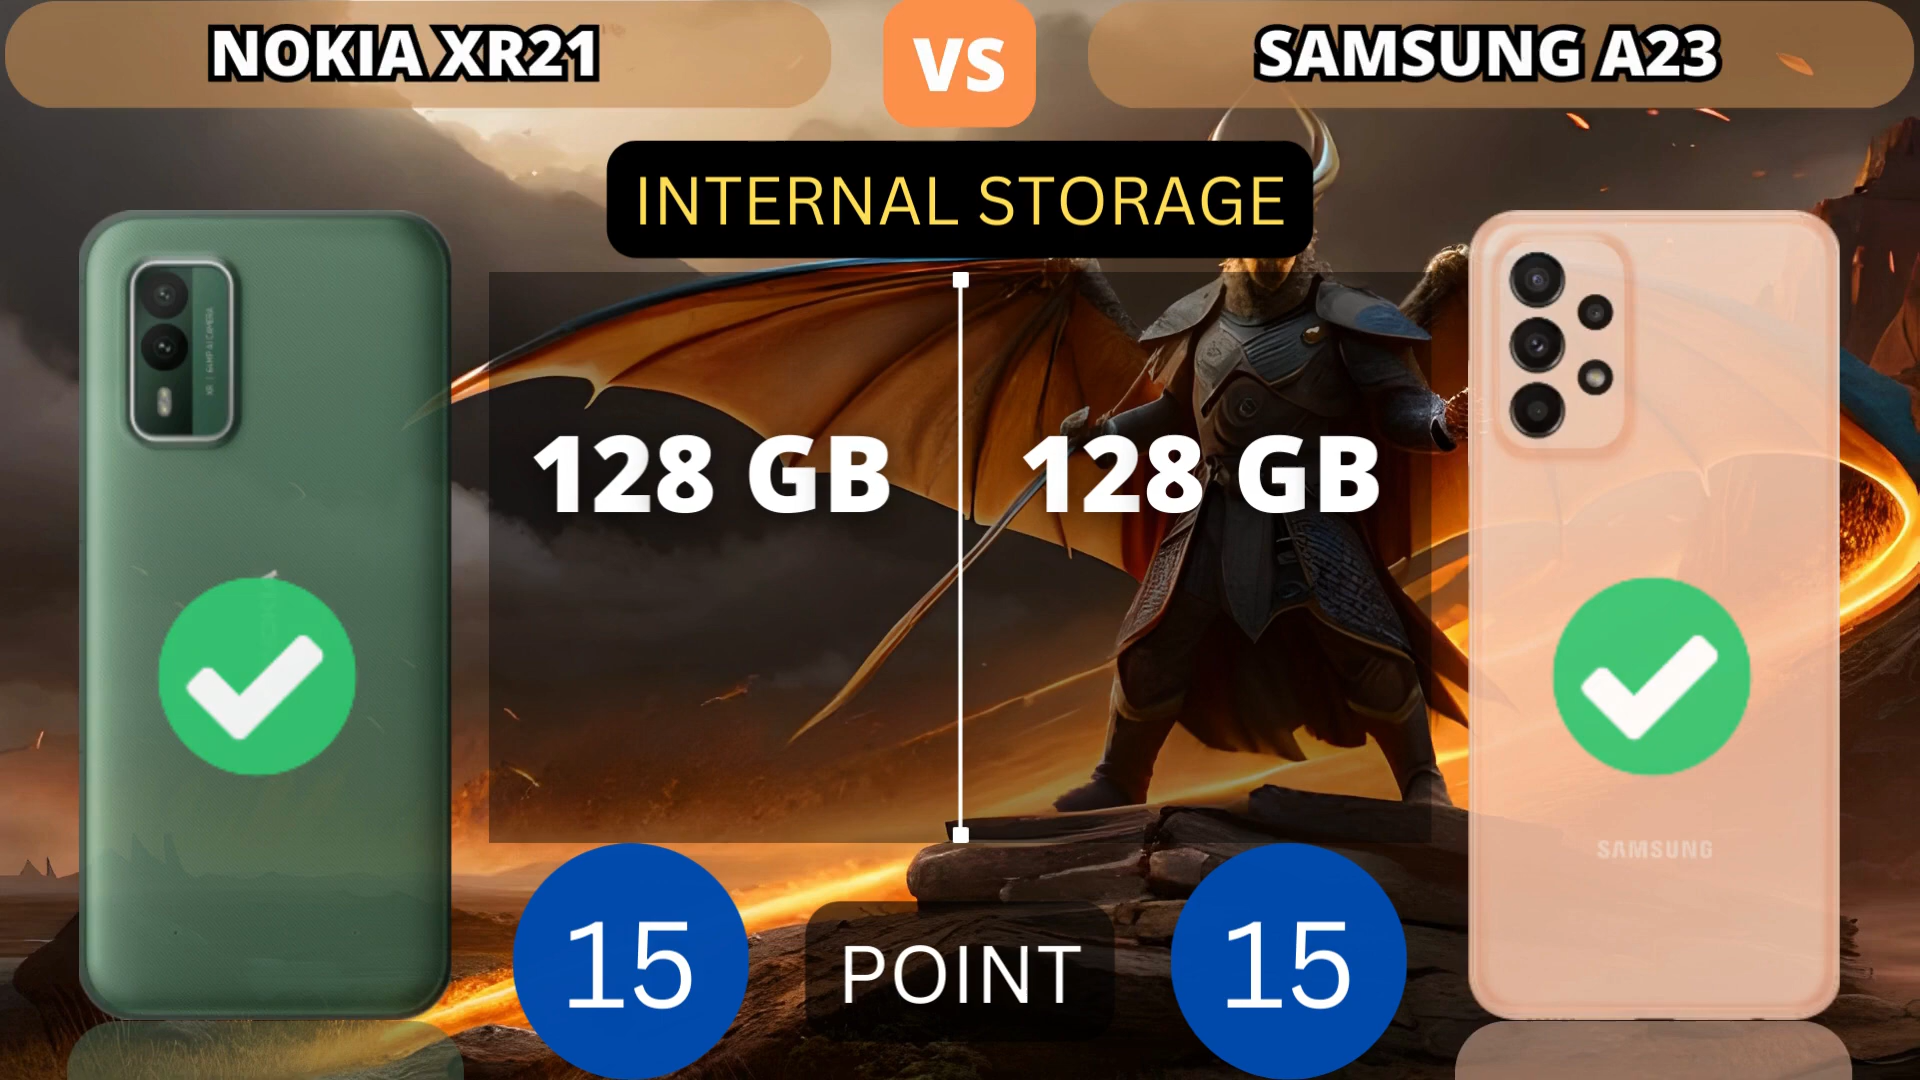 NOKIA XR21
VS
SAMSUNG A23
INTERNAL STORAGE
128 GB
128 GB
SAMSUNG
15
POINT
15